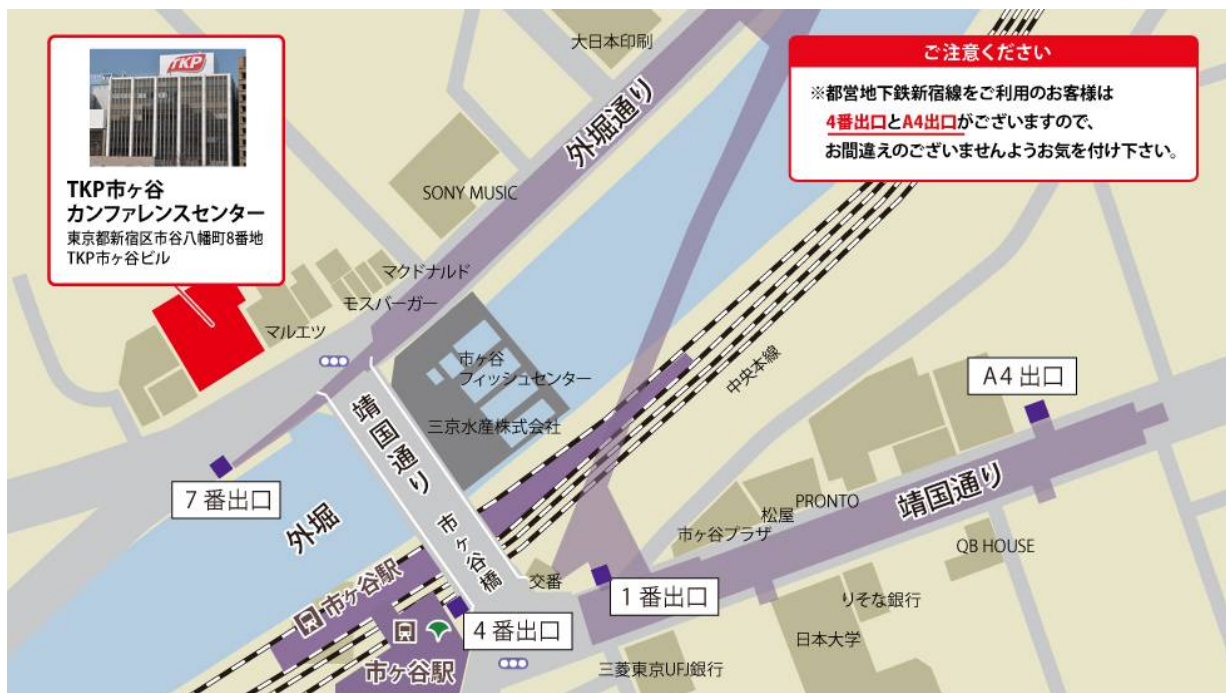 TKP
TKP市ヶ谷
カンファレンスセンター
東京都新宿区市谷八幡町8番地
TKP市ヶ谷ビル
ご注意ください
※都営地下鉄新宿線をご利用のお客様は
4番出口とA4出口がございますので、
お間違えのございませんようお気を付け下さい。
大日本印刷
外堀通り
SONY MUSIC
マクドナルド
モスバーガー
マルエツ
市ヶ谷
フィッシュセンター
三京水産株式会社
中央本線
A4出口
靖国通り
7番出口
外堀
市ヶ谷橋
靖国通り
PRONTO
松屋
市ヶ谷プラザ
QB HOUSE
交番
1番出口
りそな銀行
日本大学
市ヶ谷駅
4番出口
市ヶ谷駅
三菱東京UFJ銀行